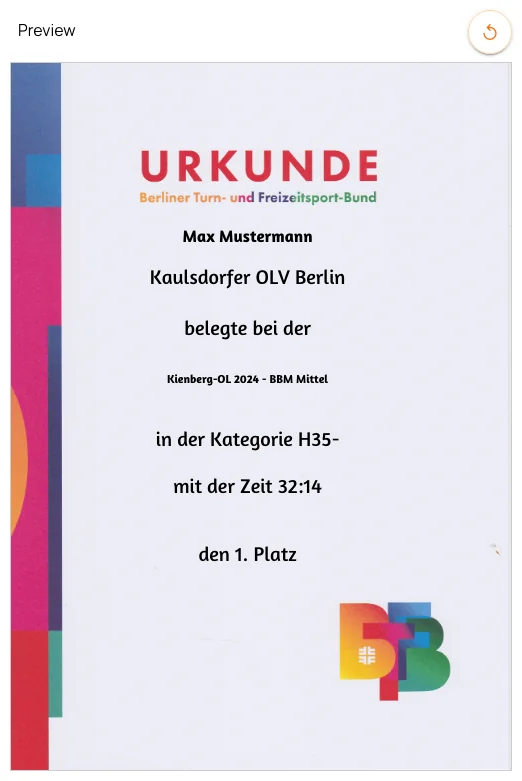 Preview
URKUNDE
Berliner Turn- und Freizeitsport-Bund
Max Mustermann
Kaulsdorfer OLV Berlin
belegte bei der
Kienberg-OL 2024 - BBM Mittel
in der Kategorie H35-
mit der Zeit 32:14
den 1. Platz
BTB